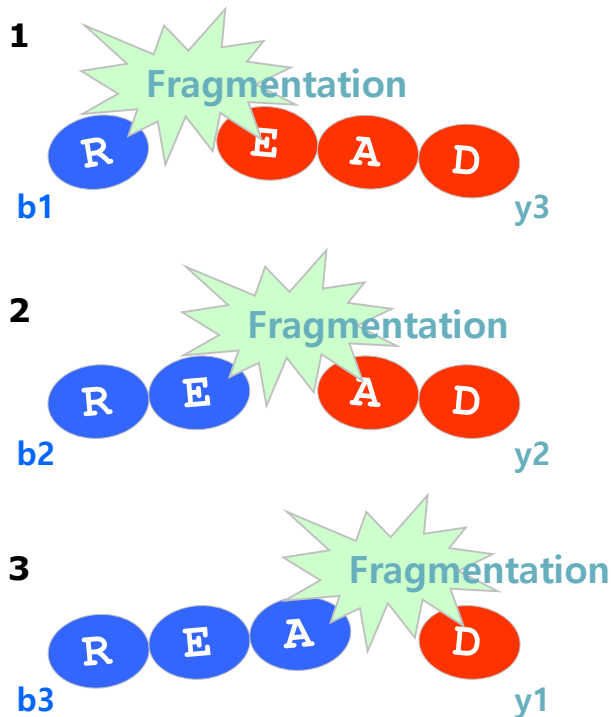 1
Fragmentation
R E A D
b1 y3
2
Fragmentation
R E A D
b2 y2
3
Fragmentation
R E A D
b3 y1